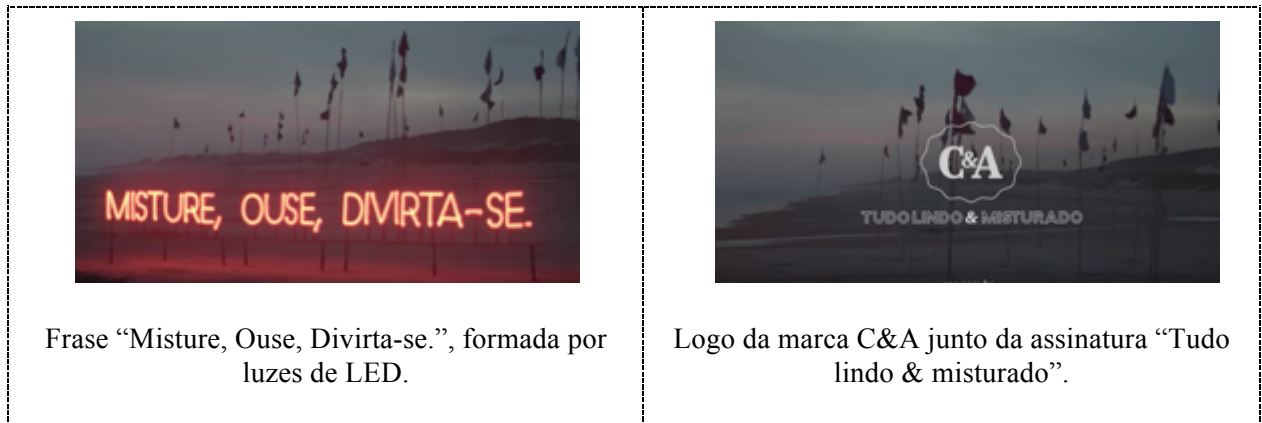 MISTURE, OUSE, DIVIRTA-SE.
C&A
TUDO LINDO & MISTURADO
Frase “Misture, Ouse, Divirta-se.”, formada por
luzes de LED.
Logo da marca C&A junto da assinatura “Tudo
lindo & misturado”.